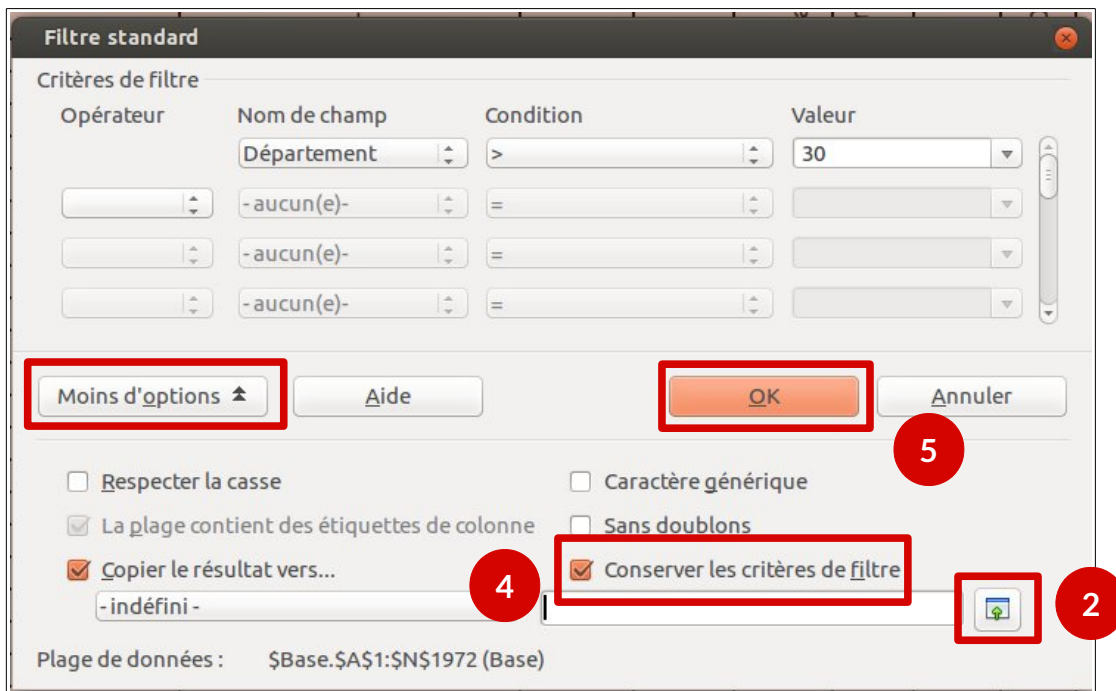 Filtre standard
Critères de filtre
Opérateur Nom de champ Condition Valeur
Département > 30
- aucun(e)- =
- aucun(e)- =
- aucun(e)- =
Moins d'options Aide OK Annuler
5
Respecter la casse Caractère générique
La plage contient des étiquettes de colonne Sans doublons
Copier le résultat vers... 4 Conserver les critères de filtre
- indéfini - 2
Plage de données : $Base.$A$1:$N$1972 (Base)